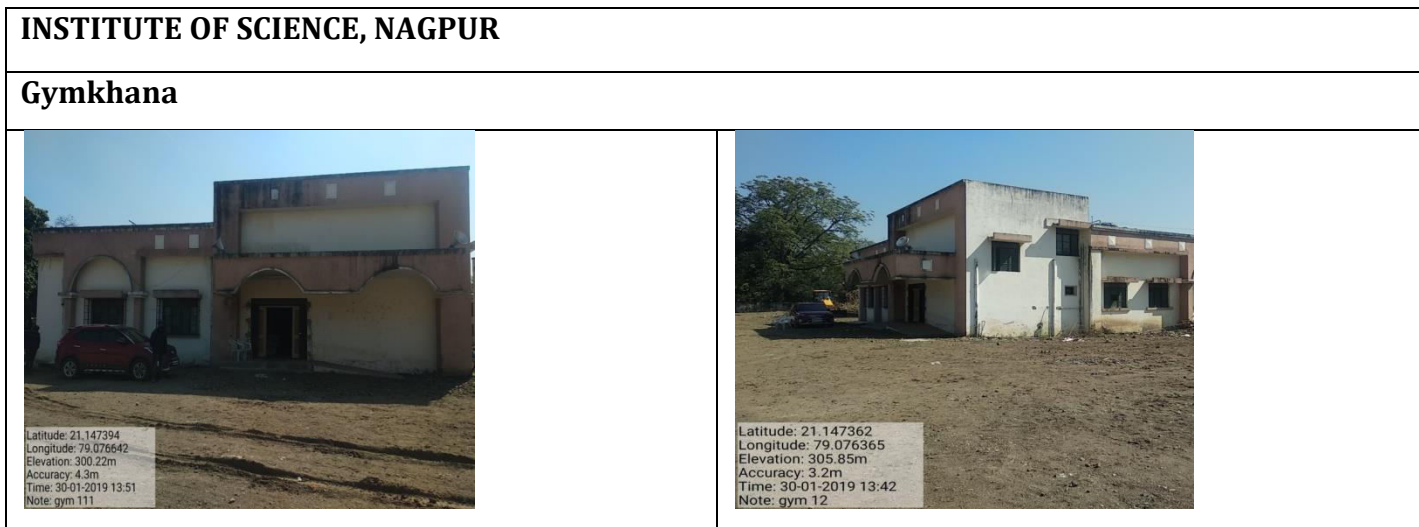 INSTITUTE OF SCIENCE, NAGPUR
Gymkhana
Latitude: 21.147394
Longitude: 79.076642
Elevation: 300.22m
Accuracy: 4.3m
Time: 30-01-2019 13:51
Note: gym 111
Latitude: 21.147362
Longitude: 79.076365
Elevation: 305.85m
Accuracy: 3.2m
Time: 30-01-2019 13:42
Note: gym 12